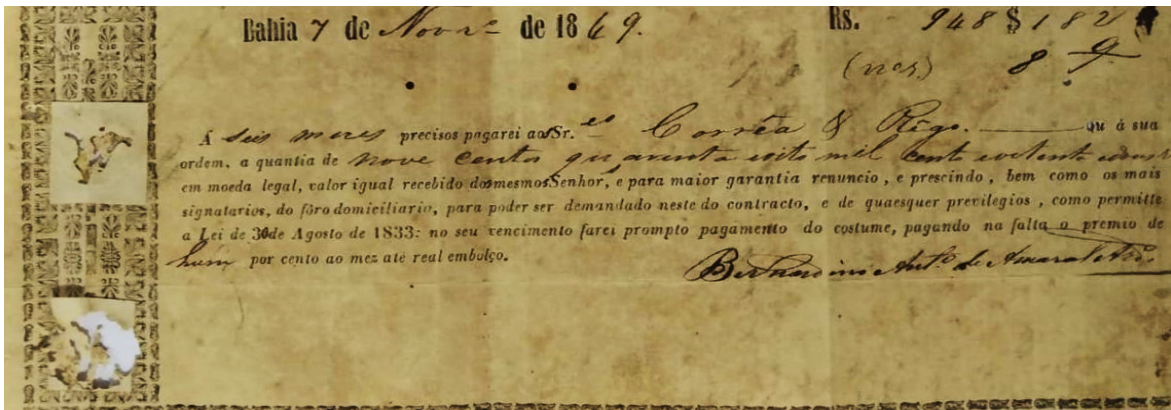 Bahia 7 de Novr.º de 1869. Rs. 948$182
(nos.) 8
Á Seis mezes precisos pagarei aos Sr.es Corrêa & Rêgo. ou á sua
ordem, a quantia de nove centos quarenta e oito mil cento e oitenta e dous
em moeda legal, valor igual recebido dos mesmos Senhor, e para maior garantia renuncio, e prescindo, bem como os mais
signatarios, do fôro domiciliario, para poder ser demandado neste do contracto, e de quaesquer previlegios, como permitte
a Lei de 30 de Agosto de 1833: no seu vencimento farei prompto pagamento do costume, pagando na falta o premio de
hum por cento ao mez até real embolço.
Bernardino Ant.º de Amaral